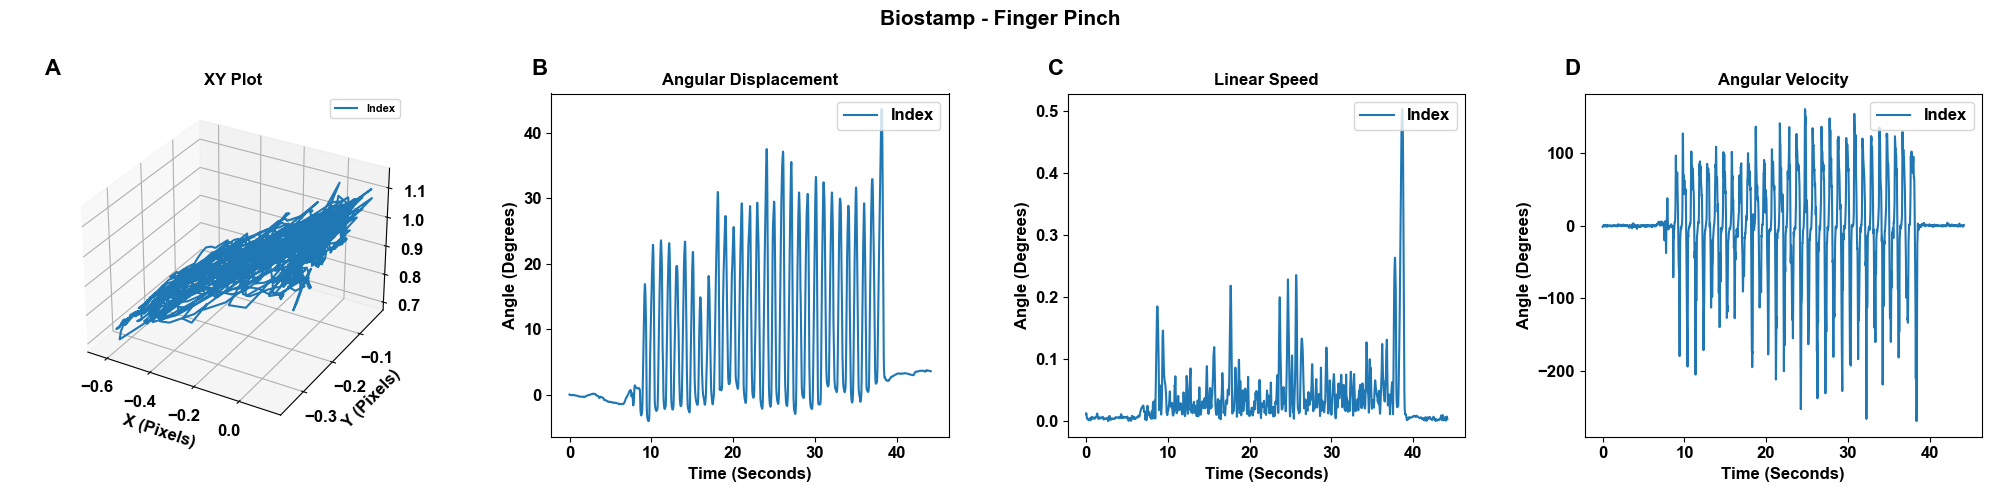 Biostamp - Finger Pinch
A
XY Plot
Index
1.1
1.0
0.9
0.8
0.7
−0.1
−0.2
−0.3
Y (Pixels)
−0.6
−0.4
−0.2
0.0
X (Pixels)
B
Angular Displacement
Index
Angle (Degrees)
40
30
20
10
0
0 10 20 30 40
Time (Seconds)
C
Linear Speed
Index
Angle (Degrees)
0.5
0.4
0.3
0.2
0.1
0.0
0 10 20 30 40
Time (Seconds)
D
Angular Velocity
Index
Angle (Degrees)
100
0
−100
−200
0 10 20 30 40
Time (Seconds)